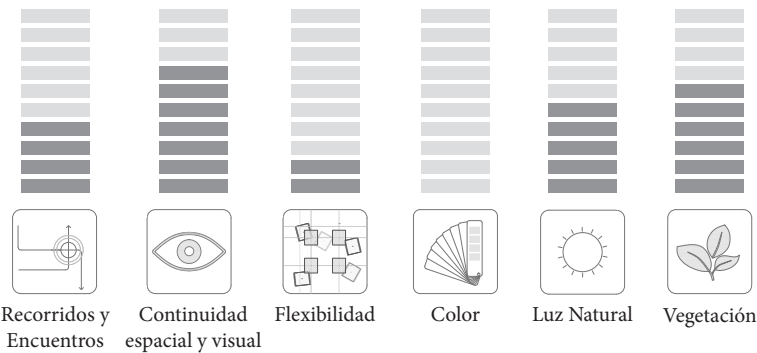 Recorridos y
Encuentros
Continuidad
espacial y visual
Flexibilidad
Color
Luz Natural
Vegetación